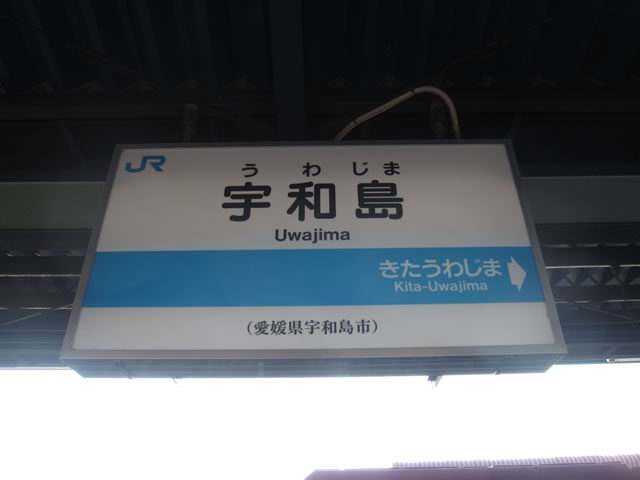 JR
うわじま
宇和島
Uwajima
きたうわじま
Kita-Uwajima
(愛媛県宇和島市)